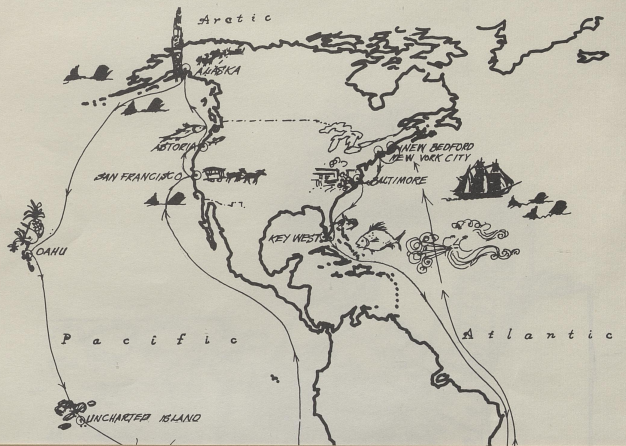 Arctic
ALASKA
ASTORIA
NEW BEDFORD
NEW YORK CITY
SAN FRANCISCO
BALTIMORE
KEY WEST
OAHU
Pacific
Atlantic
UNCHARTED ISLAND